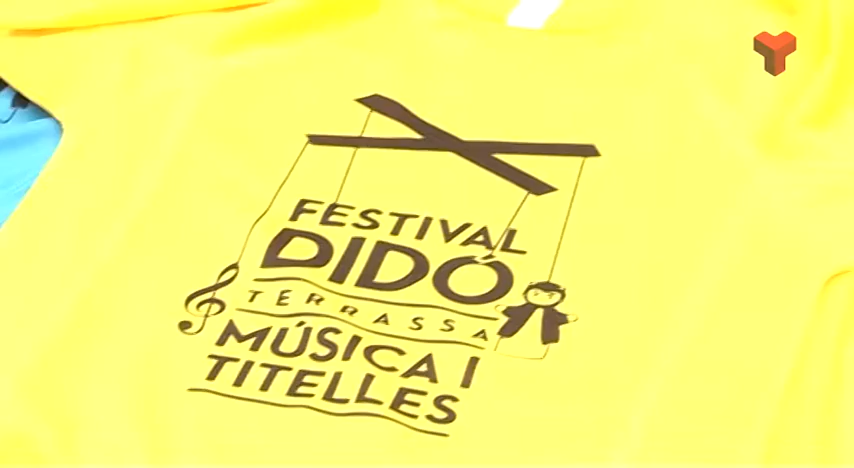 FESTIVAL
DIDÓ
TERRASSA
MÚSICA I
TITELLES